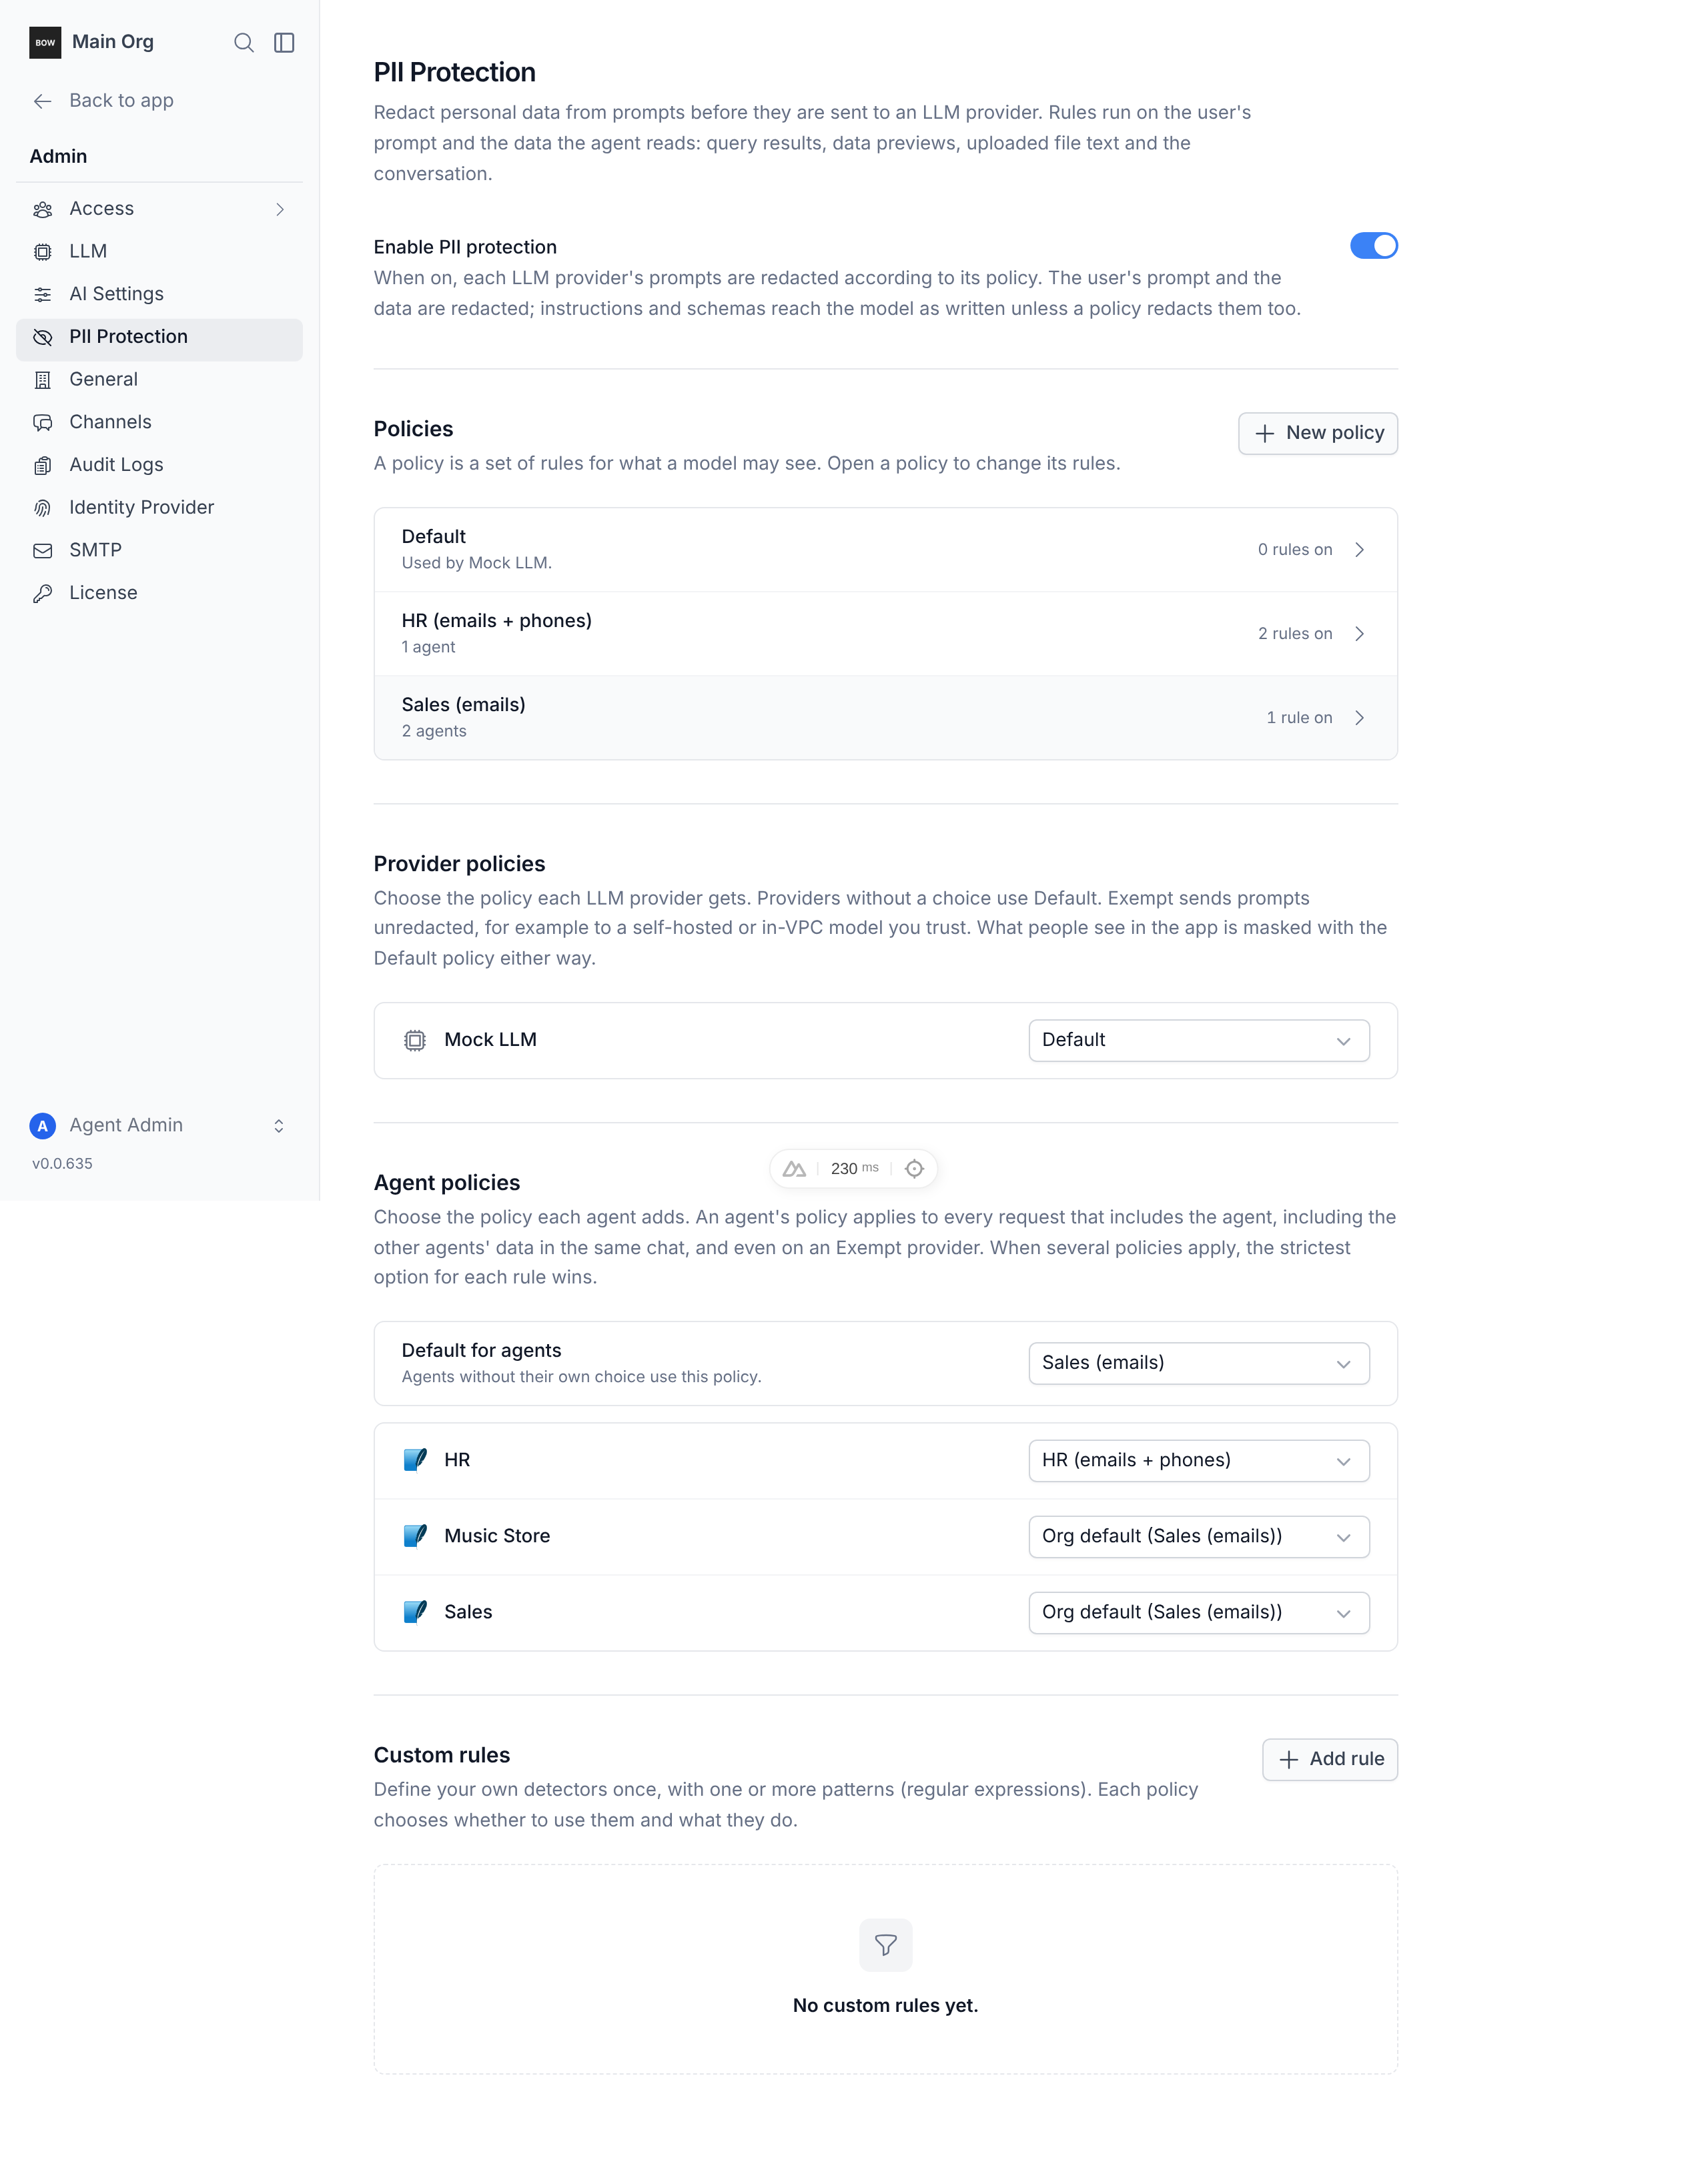 BOW
Main Org
Back to app
Admin
Access
LLM
AI Settings
PII Protection
General
Channels
Audit Logs
Identity Provider
SMTP
License
A
Agent Admin
v0.0.635
PII Protection
Redact personal data from prompts before they are sent to an LLM provider. Rules run on the user's
prompt and the data the agent reads: query results, data previews, uploaded file text and the
conversation.
Enable PII protection
When on, each LLM provider's prompts are redacted according to its policy. The user's prompt and the
data are redacted; instructions and schemas reach the model as written unless a policy redacts them too.
Policies
New policy
A policy is a set of rules for what a model may see. Open a policy to change its rules.
Default
Used by Mock LLM.
0 rules on
HR (emails + phones)
1 agent
2 rules on
Sales (emails)
2 agents
1 rule on
Provider policies
Choose the policy each LLM provider gets. Providers without a choice use Default. Exempt sends prompts
unredacted, for example to a self-hosted or in-VPC model you trust. What people see in the app is masked with the
Default policy either way.
Mock LLM
Default
230 ms
Agent policies
Choose the policy each agent adds. An agent's policy applies to every request that includes the agent, including the
other agents' data in the same chat, and even on an Exempt provider. When several policies apply, the strictest
option for each rule wins.
Default for agents
Agents without their own choice use this policy.
Sales (emails)
HR
HR (emails + phones)
Music Store
Org default (Sales (emails))
Sales
Org default (Sales (emails))
Custom rules
Add rule
Define your own detectors once, with one or more patterns (regular expressions). Each policy
chooses whether to use them and what they do.
No custom rules yet.